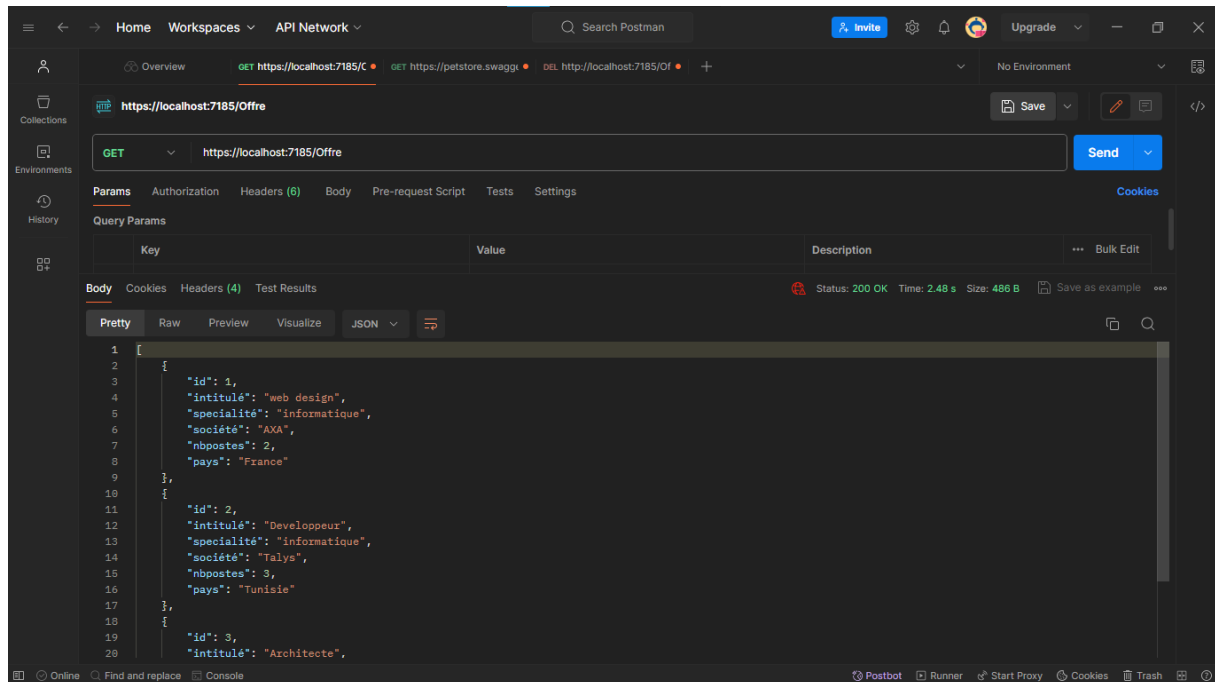 Home Workspaces API Network Search Postman Invite Upgrade
Overview GET https://localhost:7185/C GET https://petstore.swagge DEL http://localhost:7185/Of No Environment
HTTP https://localhost:7185/Offre Save
Collections
GET https://localhost:7185/Offre Send
Environments
Params Authorization Headers (6) Body Pre-request Script Tests Settings Cookies
History
Query Params
Key Value Description ••• Bulk Edit
Body Cookies Headers (4) Test Results Status: 200 OK Time: 2.48 s Size: 486 B Save as example
Pretty Raw Preview Visualize JSON
1 [
2 {
3 "id": 1,
4 "intitulé": "web design",
5 "specialité": "informatique",
6 "société": "AXA",
7 "nbpostes": 2,
8 "pays": "France"
9 },
10 {
11 "id": 2,
12 "intitulé": "Developpeur",
13 "specialité": "informatique",
14 "société": "Talys",
15 "nbpostes": 3,
16 "pays": "Tunisie"
17 },
18 {
19 "id": 3,
20 "intitulé": "Architecte",
Online Find and replace Console Postbot Runner Start Proxy Cookies Trash